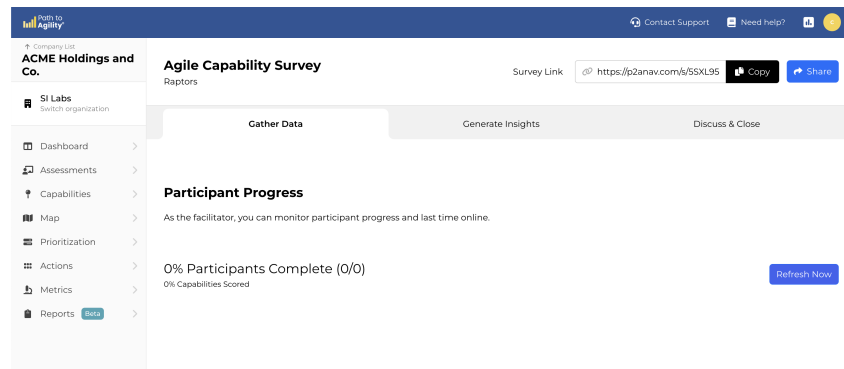 Path to
Agility®
Contact Support
Need help?
A
Company List
ACME Holdings and
Co.
SI Labs
Switch organization
Dashboard
Assessments
Capabilities
Map
Prioritization
Actions
Metrics
Reports Beta
Agile Capability Survey
Raptors
Survey Link
https://p2anav.com/s/5SXL95
Copy
Share
Gather Data
Generate Insights
Discuss & Close
Participant Progress
As the facilitator, you can monitor participant progress and last time online.
0% Participants Complete (0/0)
0% Capabilities Scored
Refresh Now